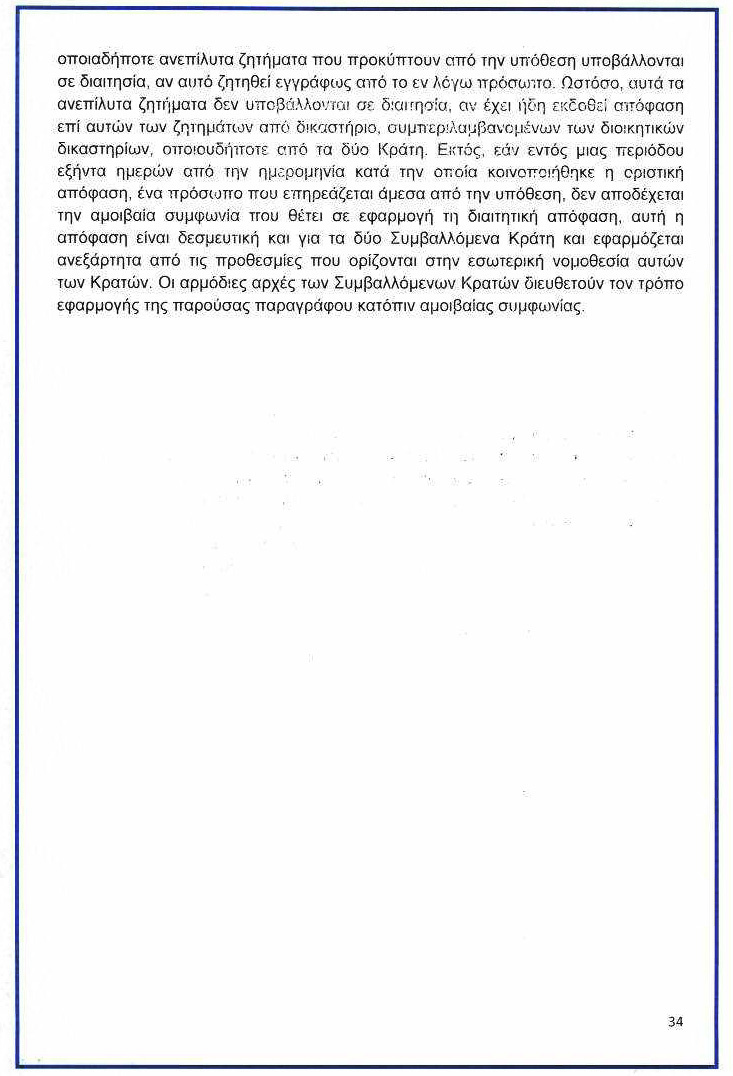 οποιαδήποτε ανεπίλυτα ζητήματα που προκύπτουν από την υπόθεση υποβάλλονται
σε διαιτησία, αν αυτό ζητηθεί εγγράφως από το εν λόγω πρόσωπο. Ωστόσο, αυτά τα
ανεπίλυτα ζητήματα δεν υποβάλλονται σε διαιτησία, αν έχει ήδη εκδοθεί απόφαση
επί αυτών των ζητημάτων από δικαστήριο, συμπεριλαμβανομένων των διοικητικών
δικαστηρίων, οποιουδήποτε από τα δύο Κράτη. Εκτός, εάν εντός μιας περιόδου
εξήντα ημερών από την ημερομηνία κατά την οποία κοινοποιήθηκε η οριστική
απόφαση, ένα πρόσωπο που επηρεάζεται άμεσα από την υπόθεση, δεν αποδέχεται
την αμοιβαία συμφωνία που θέτει σε εφαρμογή τη διαιτητική απόφαση, αυτή η
απόφαση είναι δεσμευτική και για τα δύο Συμβαλλόμενα Κράτη και εφαρμόζεται
ανεξάρτητα από τις προθεσμίες που ορίζονται στην εσωτερική νομοθεσία αυτών
των Κρατών. Οι αρμόδιες αρχές των Συμβαλλόμενων Κρατών διευθετούν τον τρόπο
εφαρμογής της παρούσας παραγράφου κατόπιν αμοιβαίας συμφωνίας.
34